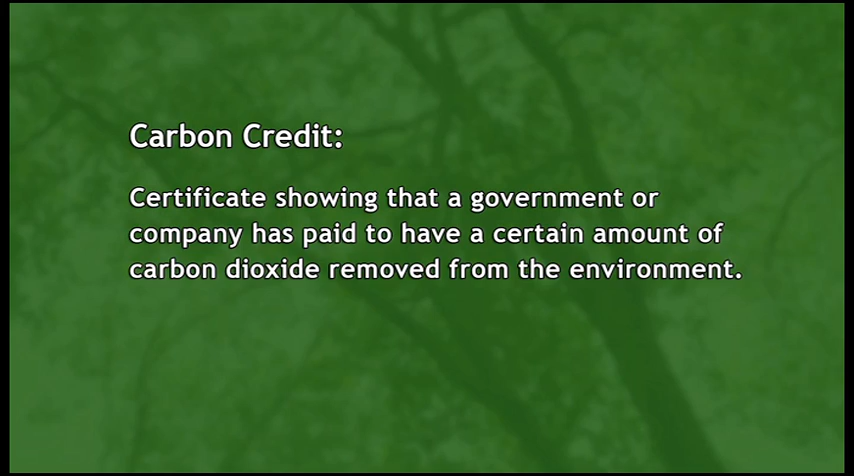 Carbon Credit:
Certificate showing that a government or
company has paid to have a certain amount of
carbon dioxide removed from the environment.